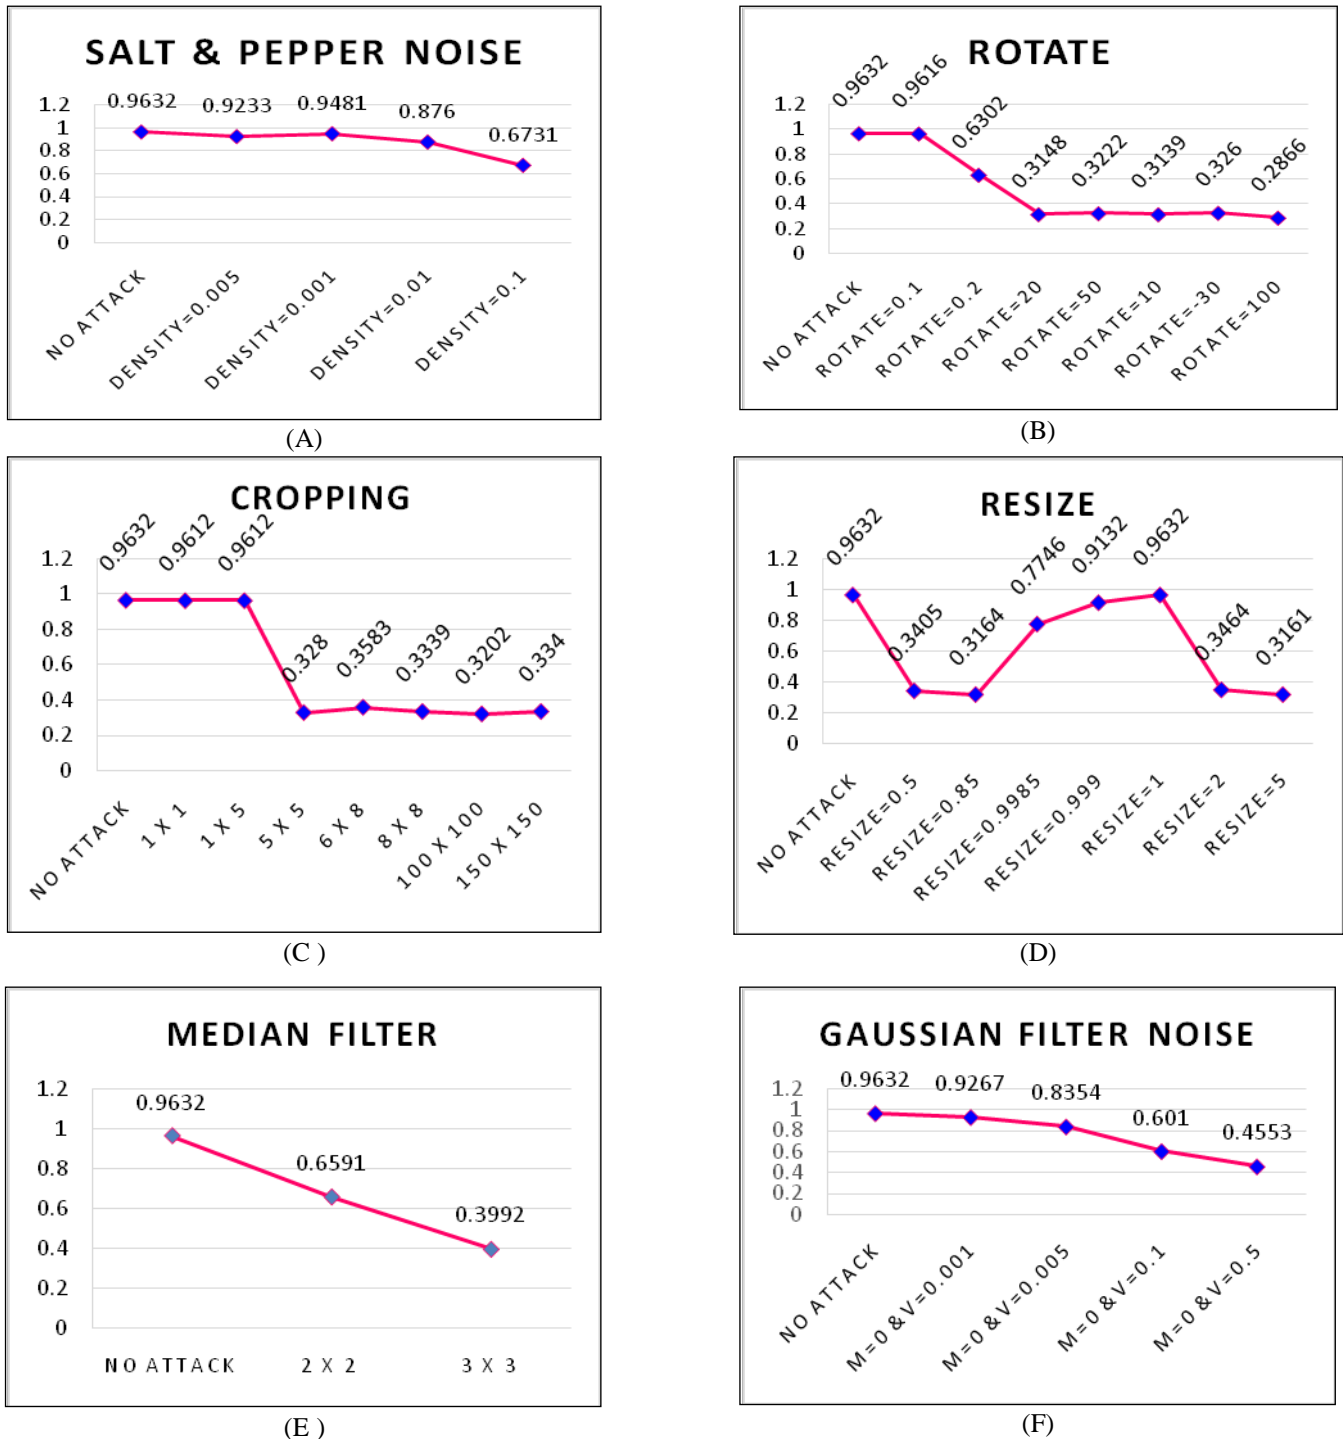 SALT & PEPPER NOISE
0.9632 0.9233 0.9481 0.876 0.6731
1.2
1
0.8
0.6
0.4
0.2
0
NO ATTACK
DENSITY=0.005
DENSITY=0.001
DENSITY=0.01
DENSITY=0.1
(A)
ROTATE
0.9632 0.9616 0.6302 0.3148 0.3222 0.3139 0.326 0.2866
1.2
1
0.8
0.6
0.4
0.2
0
NO ATTACK
ROTATE=0.1
ROTATE=0.2
ROTATE=20
ROTATE=50
ROTATE=10
ROTATE=-30
ROTATE=100
(B)
CROPPING
0.9632 0.9612 0.9612 0.328 0.3583 0.3339 0.3202 0.334
1.2
1
0.8
0.6
0.4
0.2
0
NO ATTACK
1 X 1
1 X 5
5 X 5
6 X 8
8 X 8
100 X 100
150 X 150
(C )
RESIZE
0.9632 0.3405 0.3164 0.7746 0.9132 0.9632 0.3464 0.3161
1.2
1
0.8
0.6
0.4
0.2
0
NO ATTACK
RESIZE=0.5
RESIZE=0.85
RESIZE=0.9985
RESIZE=0.999
RESIZE=1
RESIZE=2
RESIZE=5
(D)
MEDIAN FILTER
0.9632 0.6591 0.3992
1.2
1
0.8
0.6
0.4
0.2
0
NO ATTACK 2 X 2 3 X 3
(E )
GAUSSIAN FILTER NOISE
0.9632 0.9267 0.8354 0.601 0.4553
1.2
1
0.8
0.6
0.4
0.2
0
NO ATTACK
M=0 & V=0.001
M=0 & V=0.005
M=0 & V=0.1
M=0 & V=0.5
(F)